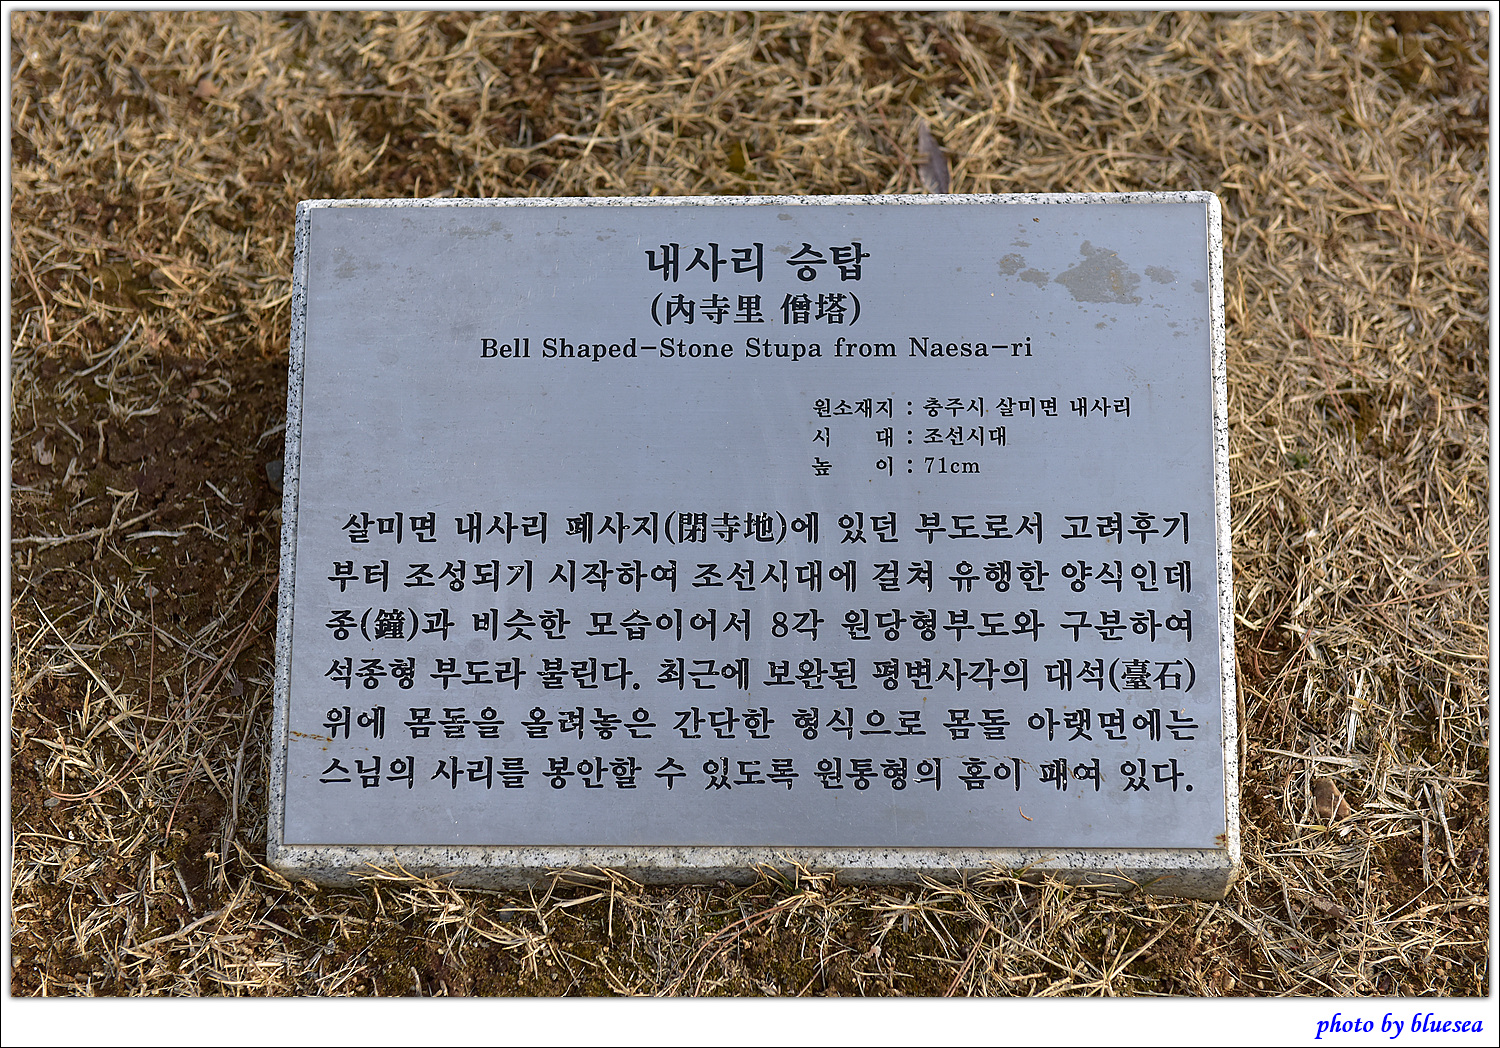 내사리 승탑
(內寺里 僧塔)
Bell Shaped-Stone Stupa from Naesa-ri
원소재지 : 충주시 살미면 내사리
시 대 : 조선시대
높 이 : 71cm
살미면 내사리 폐사지(閉寺地)에 있던 부도로서 고려후기
부터 조성되기 시작하여 조선시대에 걸쳐 유행한 양식인데
종(鐘)과 비슷한 모습이어서 8각 원당형부도와 구분하여
석종형 부도라 불린다. 최근에 보완된 평변사각의 대석(臺石)
위에 몸돌을 올려놓은 간단한 형식으로 몸돌 아랫면에는
스님의 사리를 봉안할 수 있도록 원통형의 홈이 패여 있다.
photo by bluesea